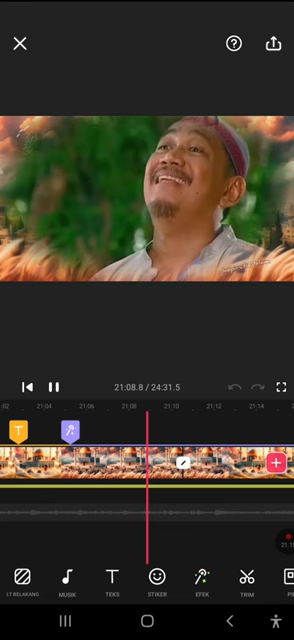 21:08.8 / 24:31.5
:02 21:04 21:06 21:08 21:10 21:12 21:14
T
LT BELAKANG MUSIK TEKS STIKER EFEK TRIM